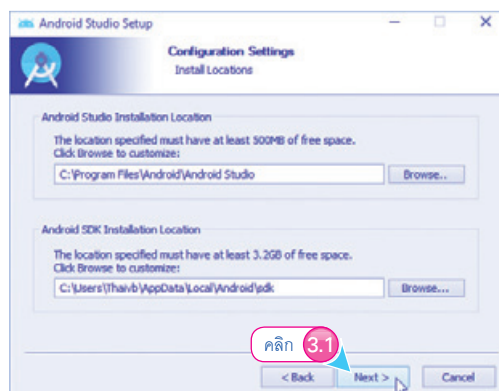 Android Studio Setup
Configuration Settings
Install Locations
Android Studio Installation Location
The location specified must have at least 500MB of free space.
Click Browse to customize:
C:\Program Files\Android\Android Studio
Browse..
Android SDK Installation Location
The location specified must have at least 3.2GB of free space.
Click Browse to customize:
C:\Users\Thaivb\AppData\Local\Android\sdk
Browse...
คลิก 3.1
< Back
Next >
Cancel